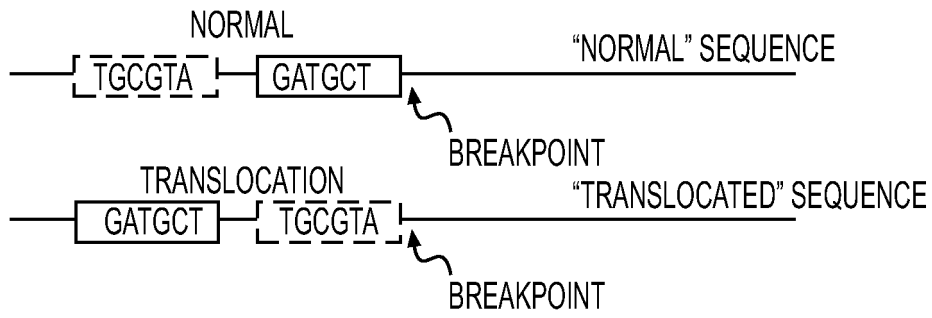 NORMAL
"NORMAL" SEQUENCE
TGCGTA GATGCT
BREAKPOINT
TRANSLOCATION
"TRANSLOCATED" SEQUENCE
GATGCT TGCGTA
BREAKPOINT